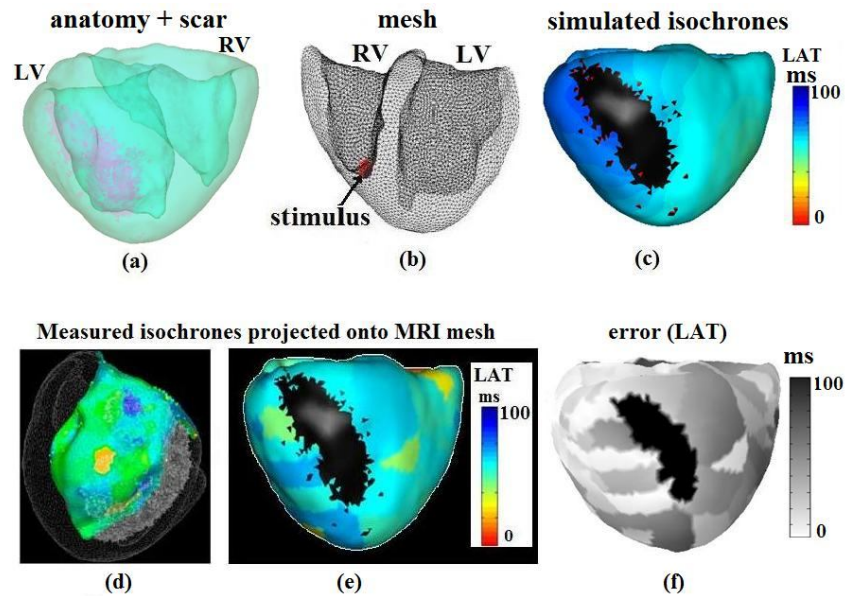 anatomy + scar
LV
RV
(a)
mesh
RV
LV
stimulus
(b)
simulated isochrones
LAT
ms
100
0
(c)
Measured isochrones projected onto MRI mesh
(d)
LAT
ms
100
0
(e)
error (LAT)
ms
100
0
(f)